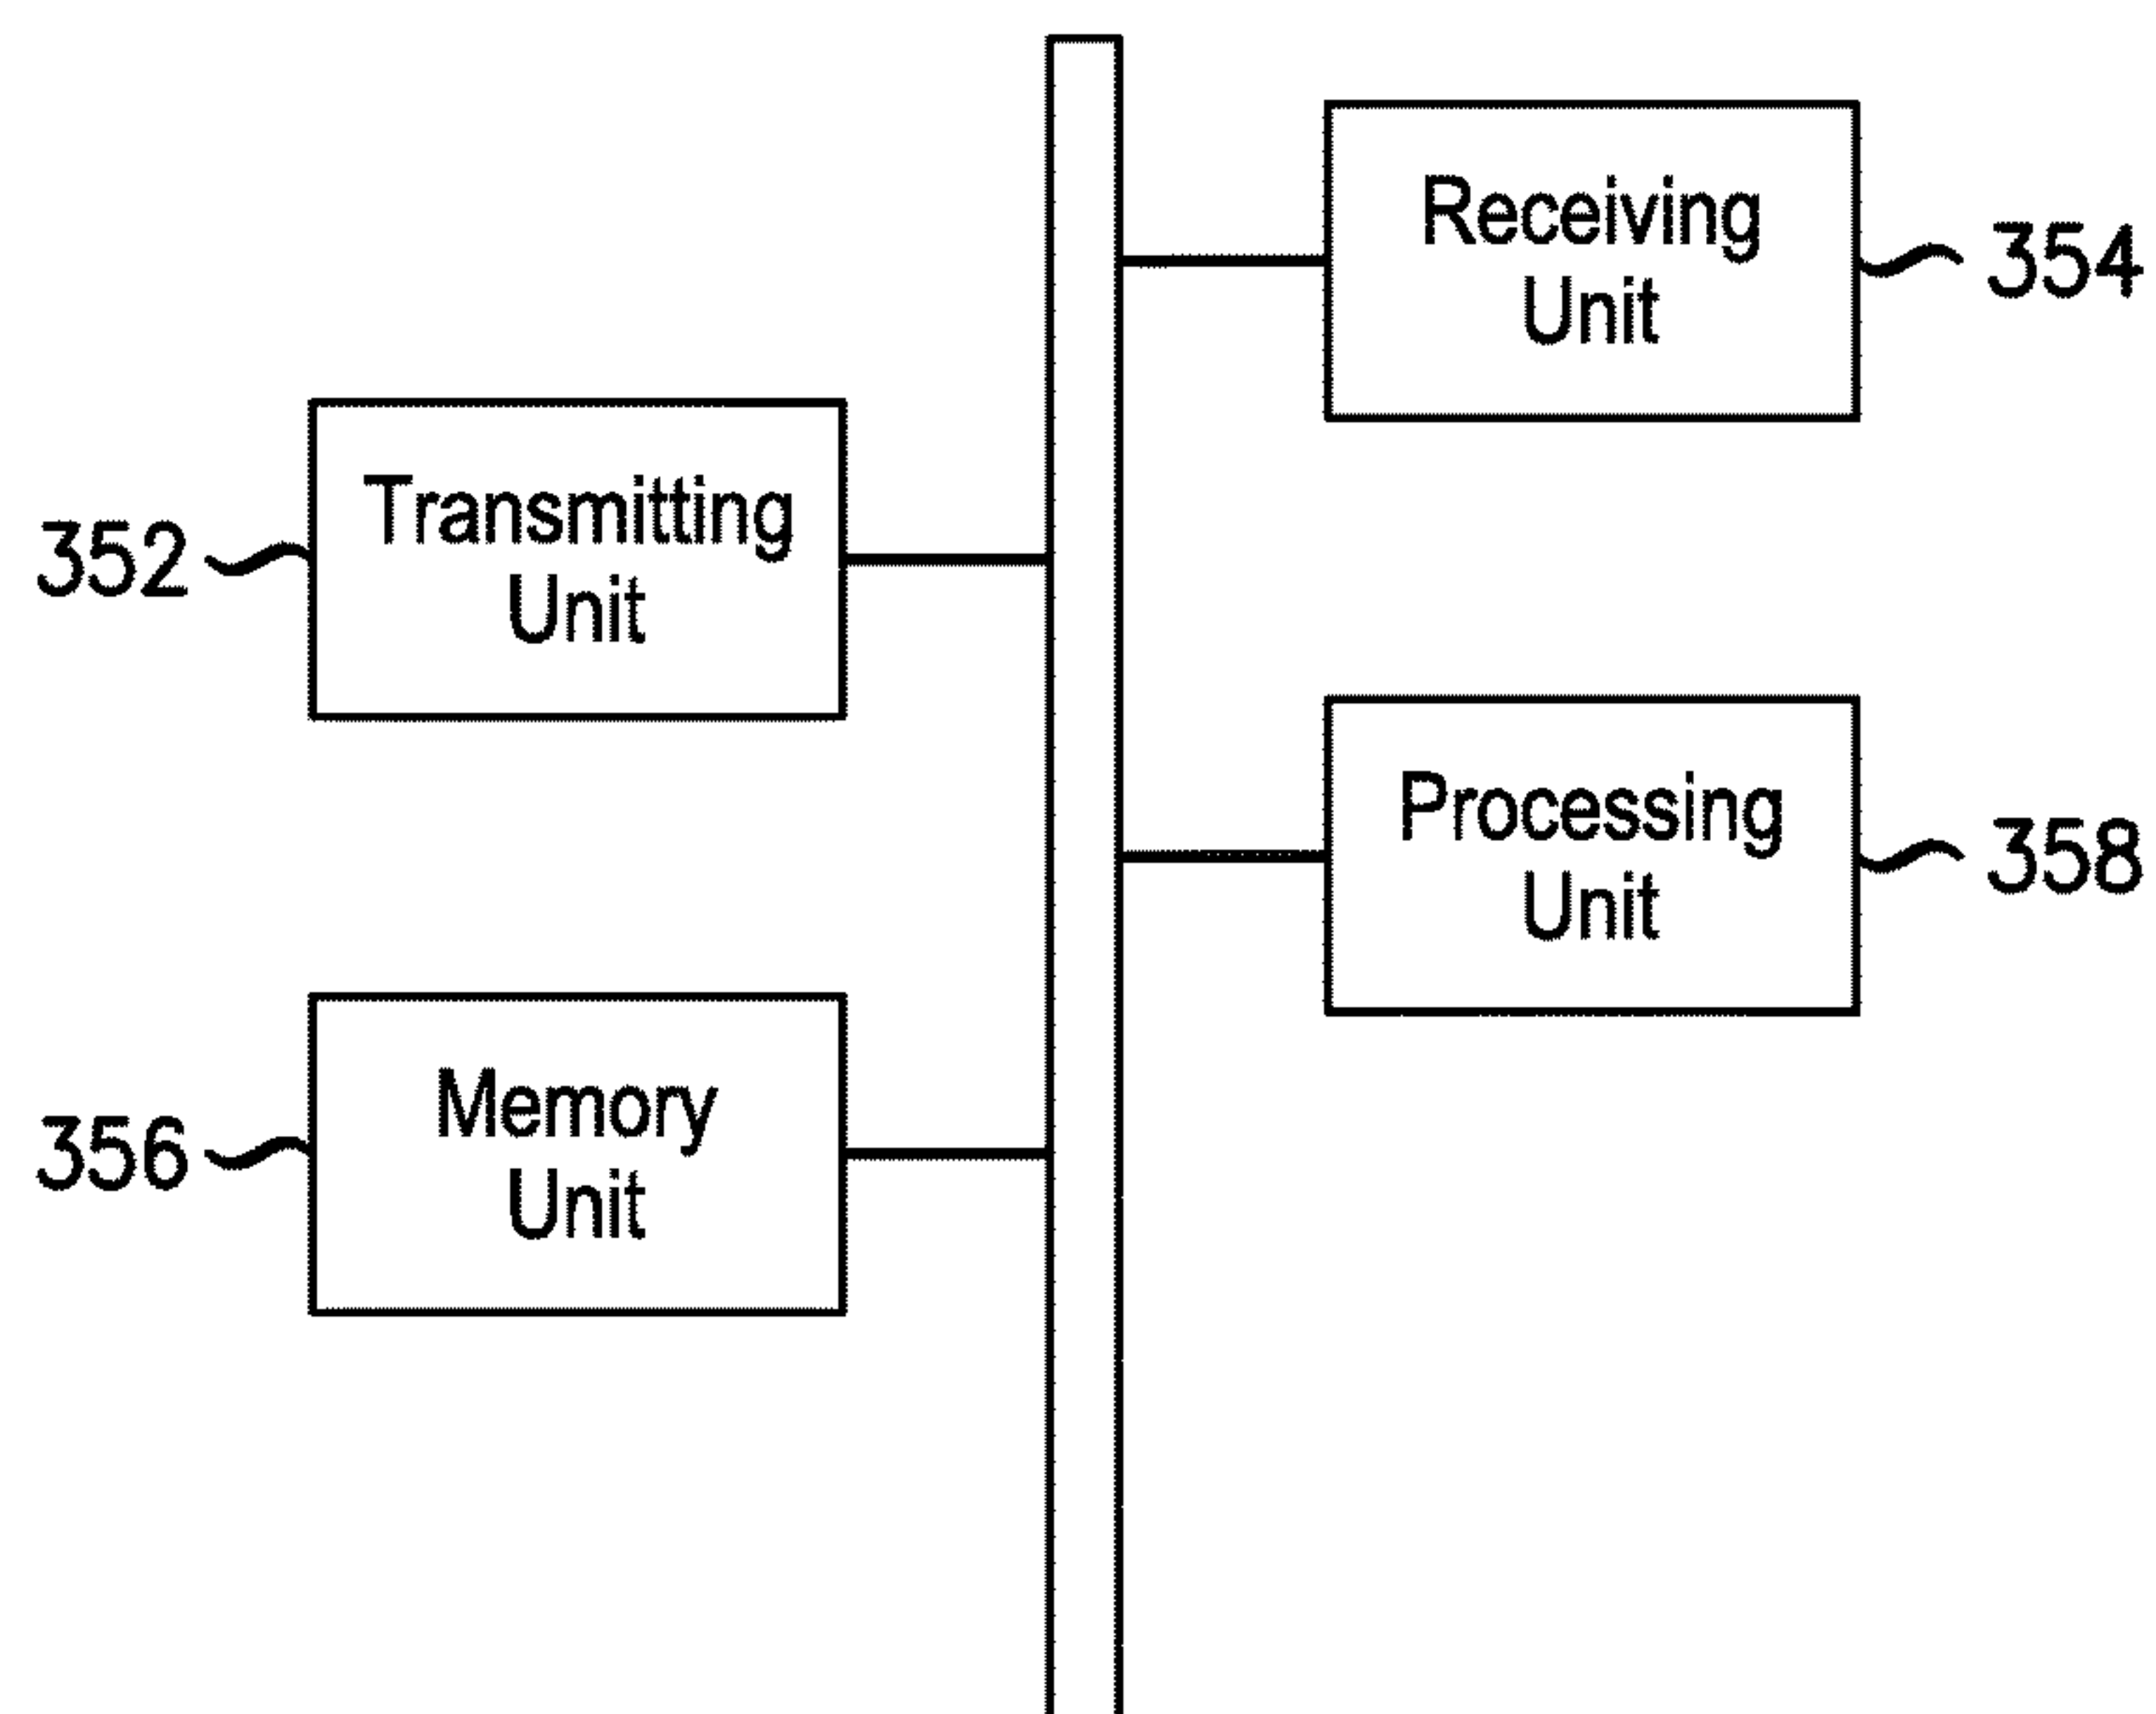 Receiving
Unit
354
Transmitting
Unit
352
Processing
Unit
358
Memory
Unit
356